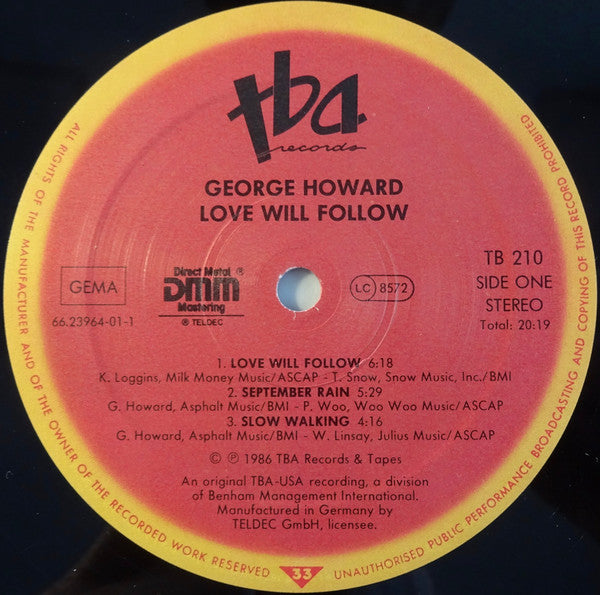 tba
records
GEORGE HOWARD
LOVE WILL FOLLOW
GEMA
66.23964-01-1
Direct Metal ®
DMM
Mastering
® TELDEC
LC 8572
TB 210
SIDE ONE
STEREO
Total: 20:19
1. LOVE WILL FOLLOW 6:18
K. Loggins, Milk Money Music/ASCAP - T. Snow, Snow Music, Inc./BMI
2. SEPTEMBER RAIN 5:29
G. Howard, Asphalt Music/BMI - P. Woo, Woo Woo Music/ASCAP
3. SLOW WALKING 4:16
G. Howard, Asphalt Music/BMI - W. Linsay, Julius Music/ASCAP
© ℗ 1986 TBA Records & Tapes
An original TBA-USA recording, a division
of Benham Management International.
Manufactured in Germany by
TELDEC GmbH, licensee.
ALL RIGHTS OF THE MANUFACTURER AND OF THE OWNER OF THE RECORDED WORK RESERVED
33
UNAUTHORISED PUBLIC PERFORMANCE BROADCASTING AND COPYING OF THIS RECORD PROHIBITED